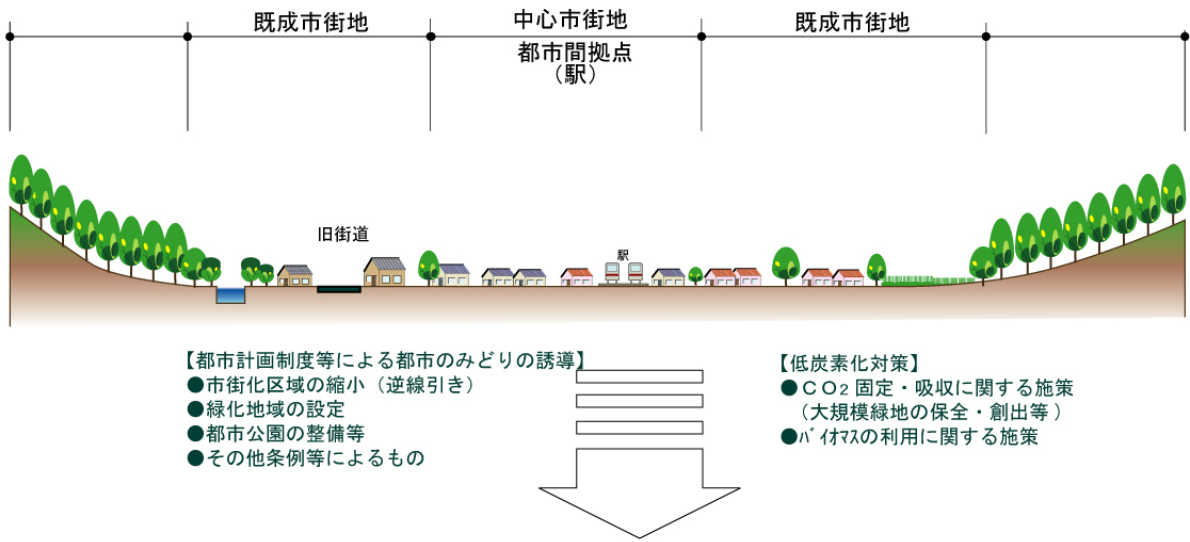 既成市街地
中心市街地
既成市街地
都市間拠点
（駅）
旧街道
駅
【都市計画制度等による都市のみどりの誘導】
●市街化区域の縮小（逆線引き）
●緑化地域の設定
●都市公園の整備等
●その他条例等によるもの
【低炭素化対策】
●ＣＯ₂固定・吸収に関する施策
（大規模緑地の保全・創出等）
●ﾊﾞｲｵﾏｽの利用に関する施策